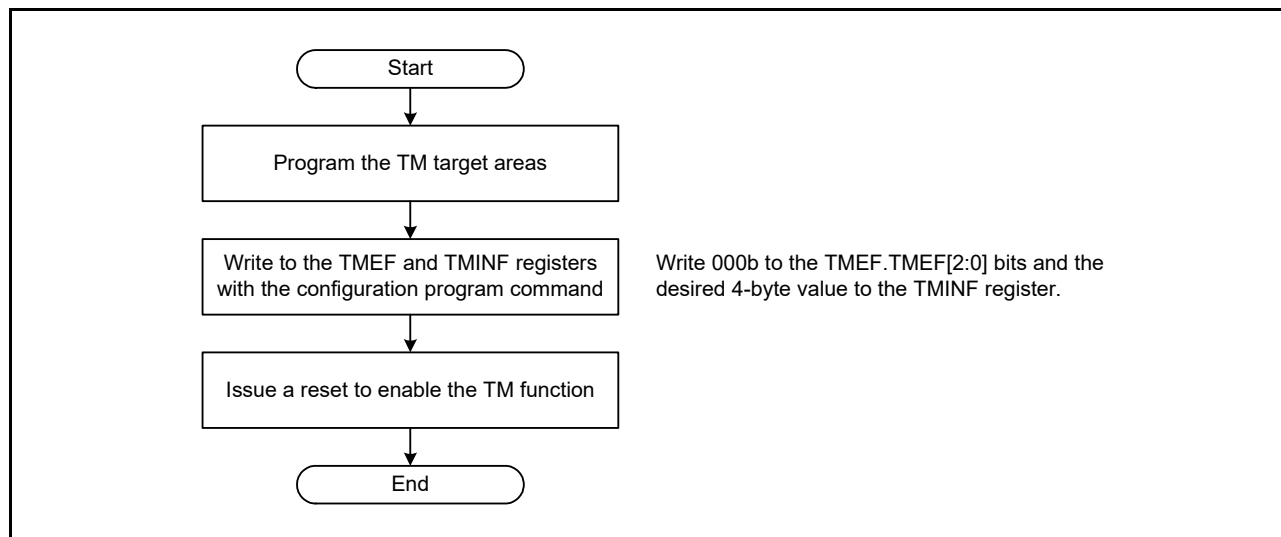 Start
Program the TM target areas
Write to the TMEF and TMINF registers
with the configuration program command
Write 000b to the TMEF.TMEF[2:0] bits and the
desired 4-byte value to the TMINF register.
Issue a reset to enable the TM function
End